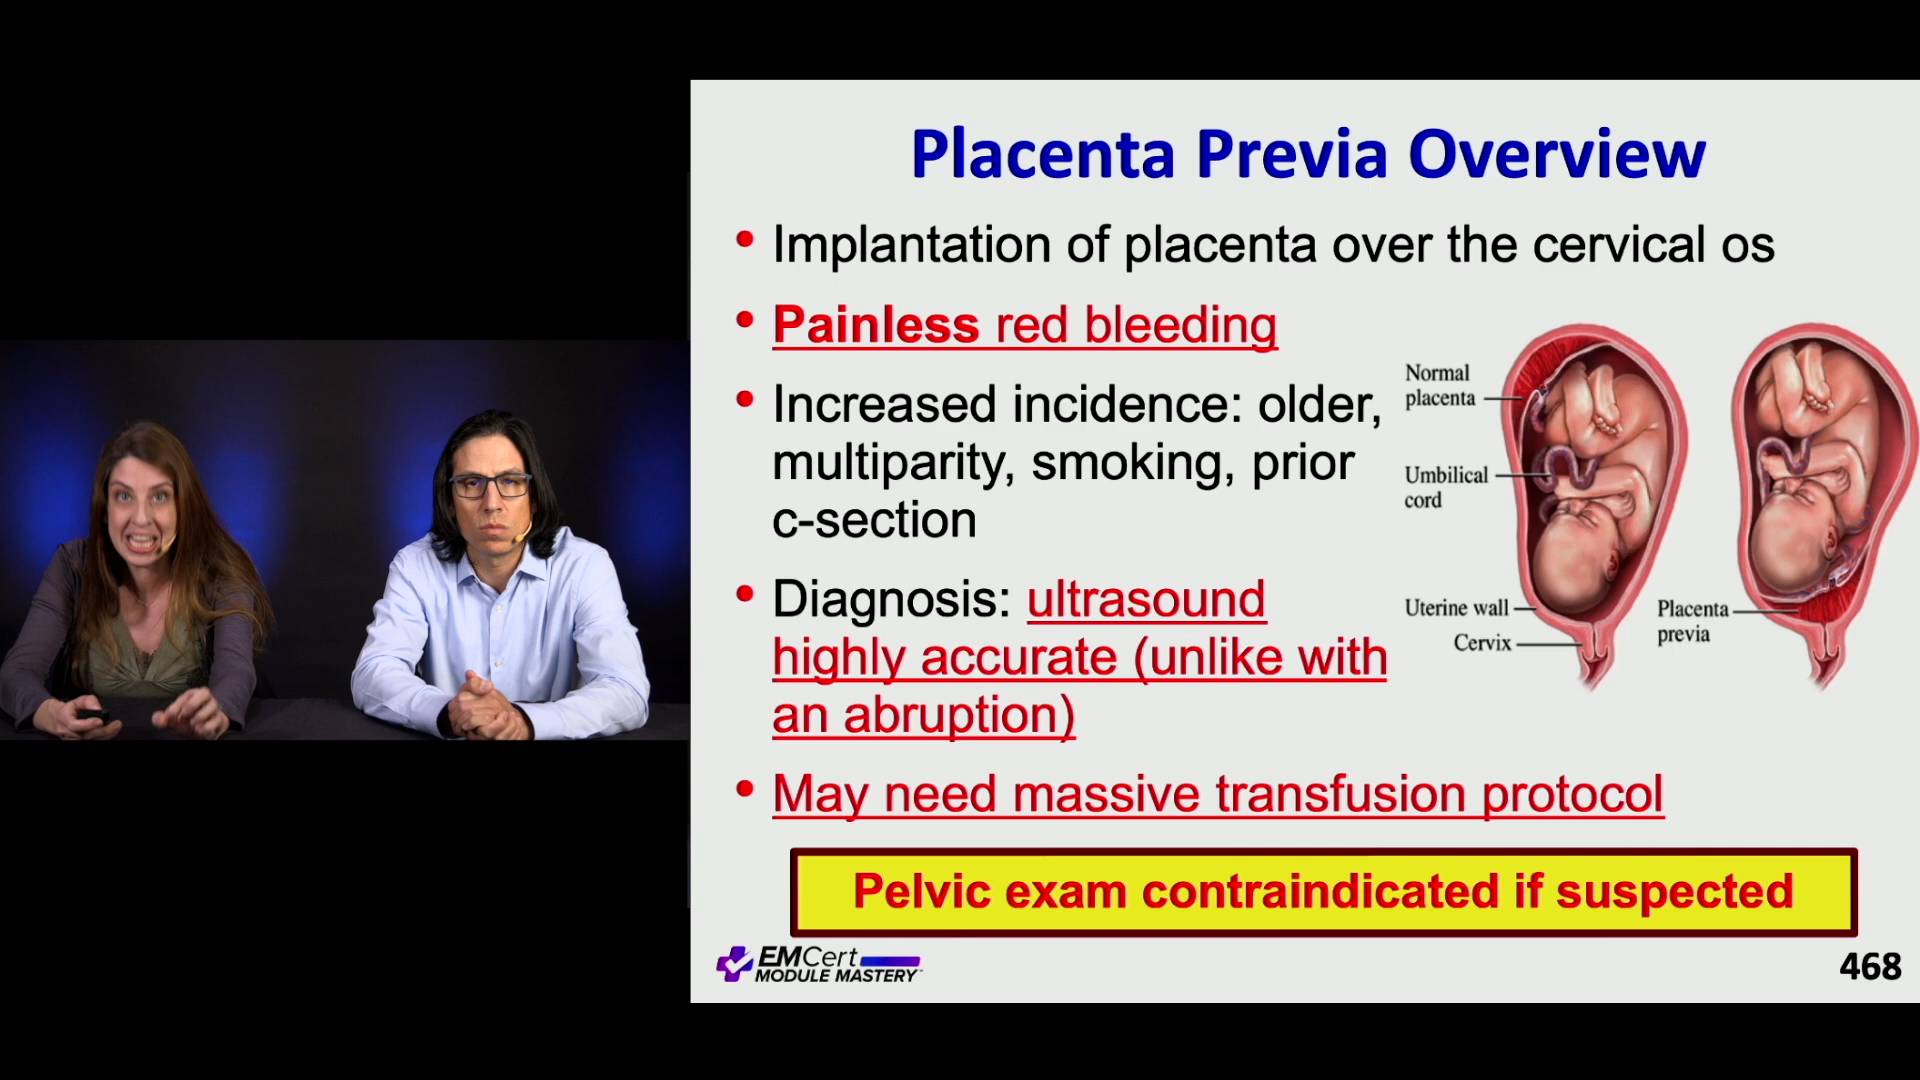 Placenta Previa Overview
• Implantation of placenta over the cervical os
• Painless red bleeding
• Increased incidence: older,
multiparity, smoking, prior
c-section
• Diagnosis: ultrasound
highly accurate (unlike with
an abruption)
• May need massive transfusion protocol
Normal
placenta
Umbilical
cord
Uterine wall
Cervix
Placenta
previa
Pelvic exam contraindicated if suspected
EMCert
MODULE MASTERY™
468